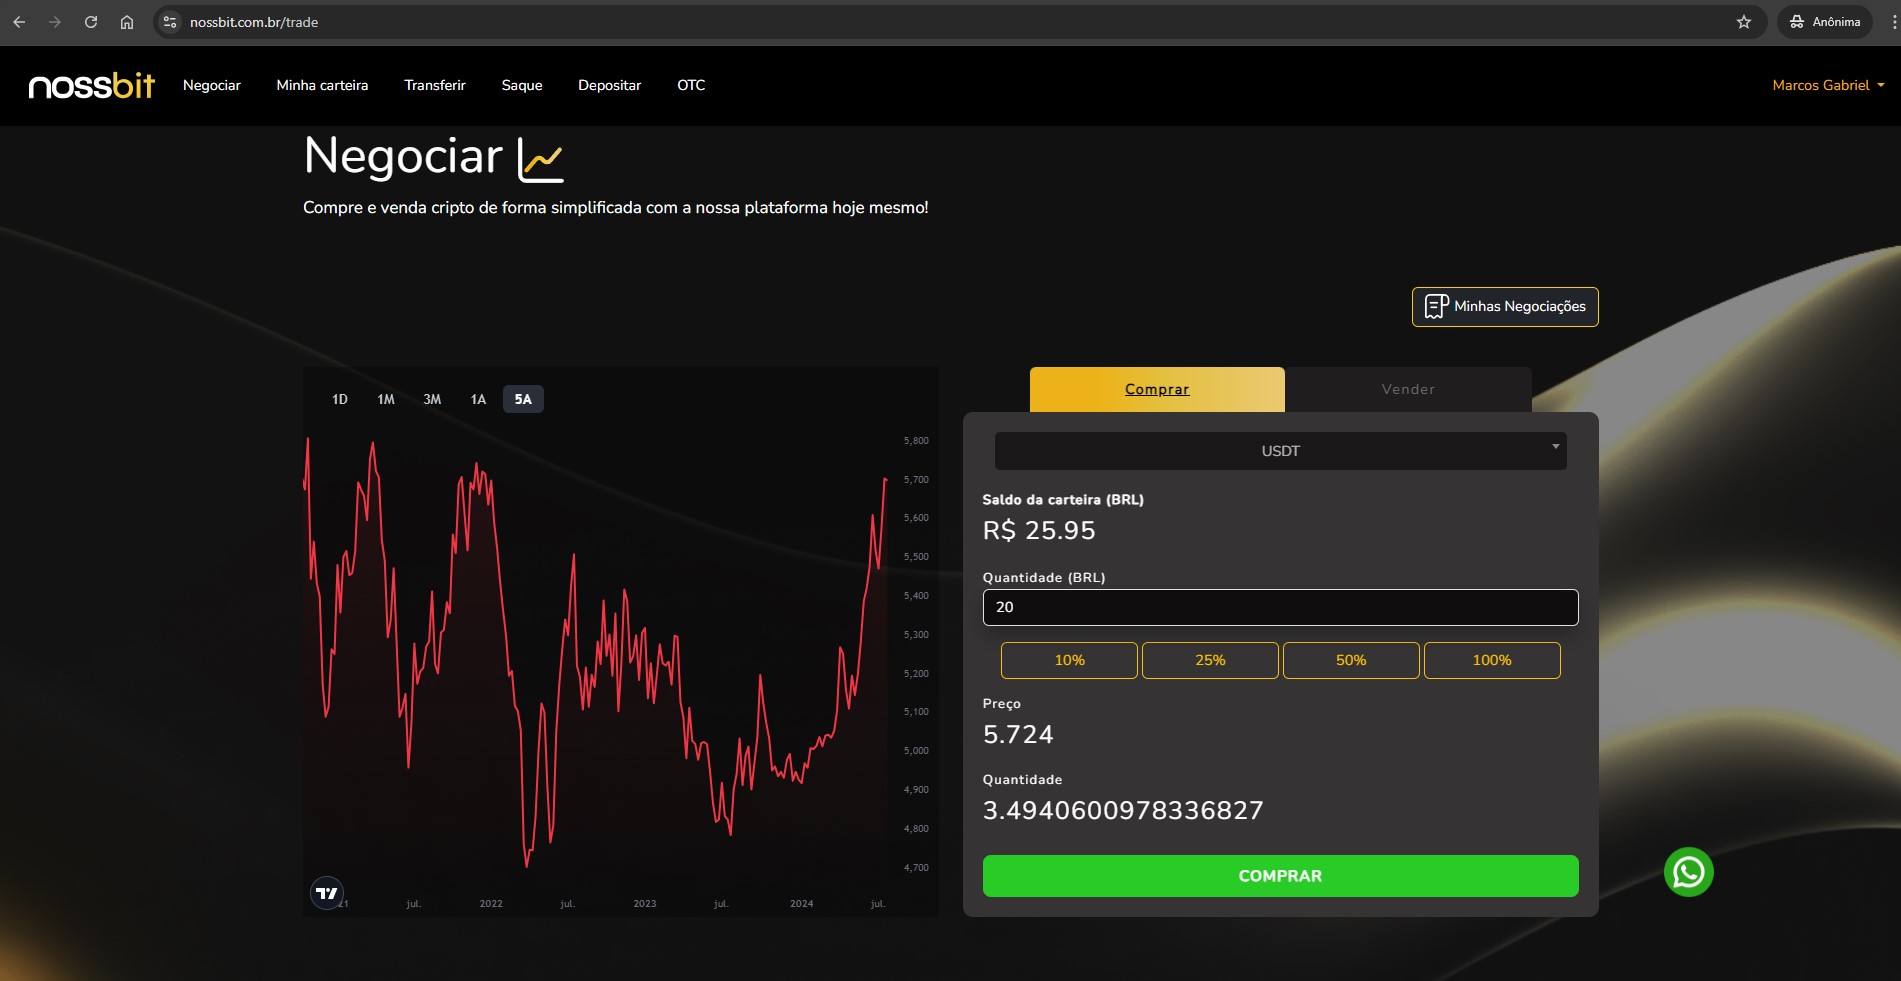 nossbit.com.br/trade
Anônima
nossbit
Negociar
Minha carteira
Transferir
Saque
Depositar
OTC
Marcos Gabriel
Negociar
Compre e venda cripto de forma simplificada com a nossa plataforma hoje mesmo!
Minhas Negociações
1D
1M
3M
1A
5A
5,800
5,700
5,600
5,500
5,400
5,300
5,200
5,100
5,000
4,900
4,800
4,700
21
jul.
2022
jul.
2023
jul.
2024
jul.
Comprar
Vender
USDT
Saldo da carteira (BRL)
R$ 25.95
Quantidade (BRL)
20
10%
25%
50%
100%
Preço
5.724
Quantidade
3.4940600978336827
COMPRAR